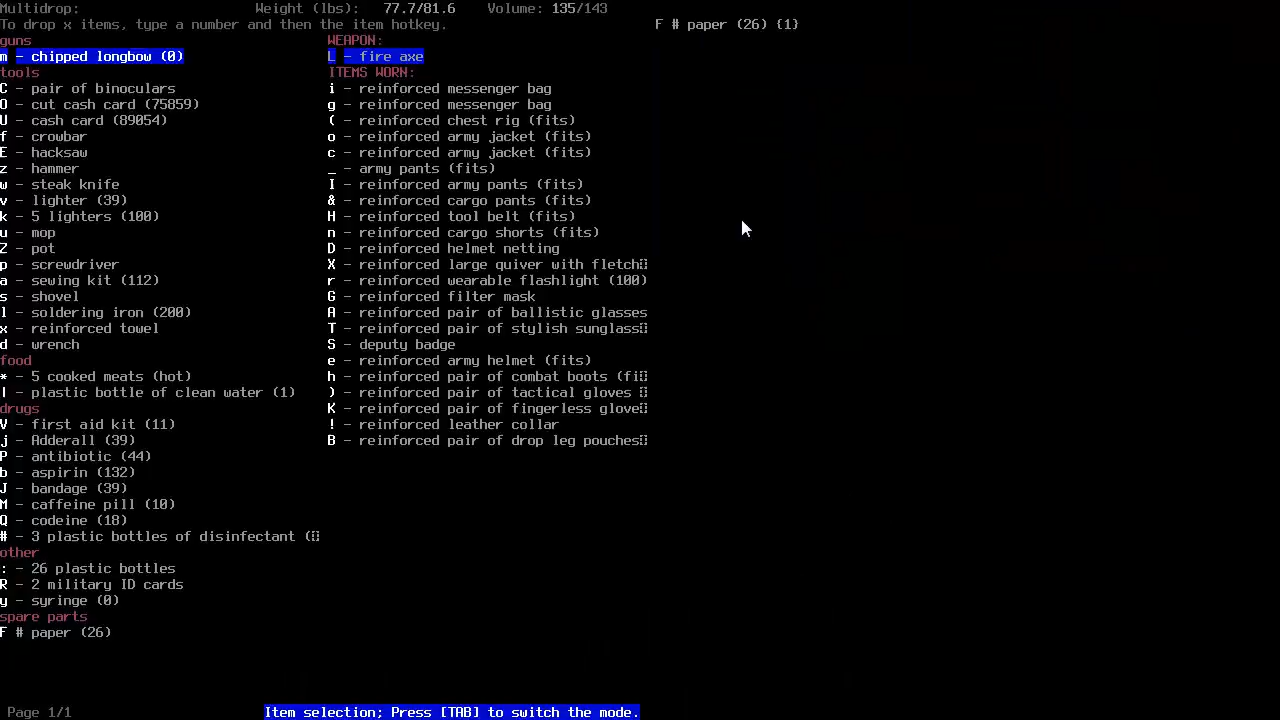 Multidrop: Weight (lbs): 77.7/81.6 Volume: 135/143
To drop x items, type a number and then the item hotkey.
guns
m - chipped longbow (0)
tools
C - pair of binoculars
O - cut cash card (75859)
U - cash card (89054)
f - crowbar
E - hacksaw
z - hammer
w - steak knife
v - lighter (39)
k - 5 lighters (100)
u - mop
Z - pot
p - screwdriver
a - sewing kit (112)
s - shovel
l - soldering iron (200)
x - reinforced towel
d - wrench
food
* - 5 cooked meats (hot)
| - plastic bottle of clean water (1)
drugs
V - first aid kit (11)
j - Adderall (39)
P - antibiotic (44)
b - aspirin (132)
J - bandage (39)
M - caffeine pill (10)
Q - codeine (18)
# - 3 plastic bottles of disinfectant (
other
: - 26 plastic bottles
R - 2 military ID cards
y - syringe (0)
spare parts
F # paper (26)
WEAPON:
L - fire axe
ITEMS WORN:
i - reinforced messenger bag
g - reinforced messenger bag
( - reinforced chest rig (fits)
o - reinforced army jacket (fits)
c - reinforced army jacket (fits)
_ - army pants (fits)
I - reinforced army pants (fits)
& - reinforced cargo pants (fits)
H - reinforced tool belt (fits)
n - reinforced cargo shorts (fits)
D - reinforced helmet netting
X - reinforced large quiver with fletch
r - reinforced wearable flashlight (100)
G - reinforced filter mask
A - reinforced pair of ballistic glasses
T - reinforced pair of stylish sunglass
S - deputy badge
e - reinforced army helmet (fits)
h - reinforced pair of combat boots (fi
) - reinforced pair of tactical gloves
K - reinforced pair of fingerless glove
! - reinforced leather collar
B - reinforced pair of drop leg pouches
F # paper (26) {1}
Page 1/1
Item selection; Press [TAB] to switch the mode.